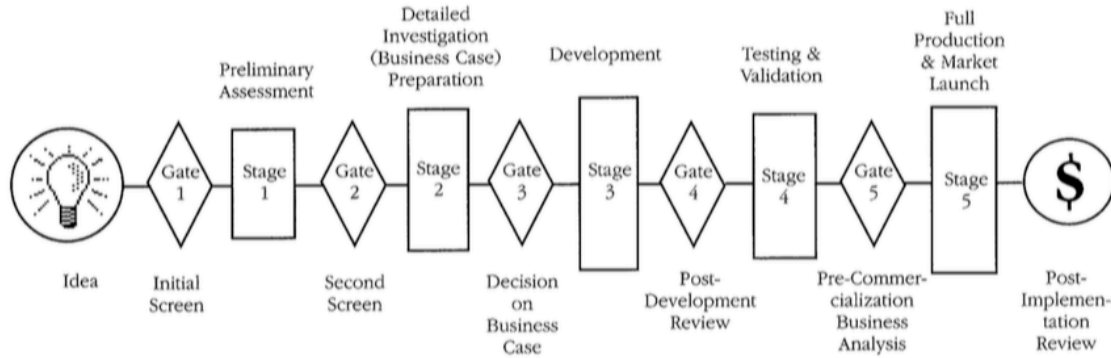 Preliminary
Assessment
Detailed
Investigation
(Business Case)
Preparation
Development
Testing &
Validation
Full
Production
& Market
Launch
Gate
1
Stage
1
Gate
2
Stage
2
Gate
3
Stage
3
Gate
4
Stage
4
Gate
5
Stage
5
$
Idea
Initial
Screen
Second
Screen
Decision
on
Business
Case
Post-
Development
Review
Pre-Commer-
cialization
Business
Analysis
Post-
Implemen-
tation
Review